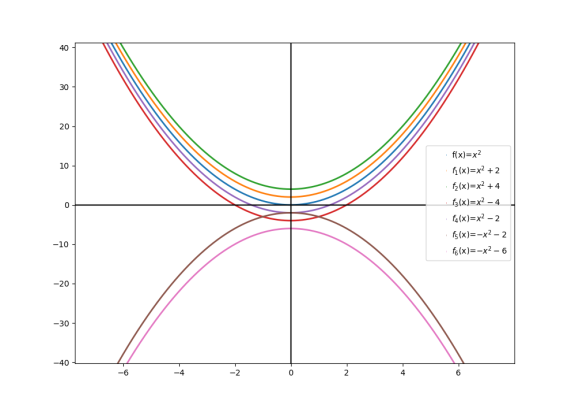 40
30
20
10
0
−10
−20
−30
−40
−6
−4
−2
0
2
4
6
f(x)=x²
f₁(x)=x² + 2
f₂(x)=x² + 4
f₃(x)=x² − 4
f₄(x)=x² − 2
f₅(x)=−x² − 2
f₆(x)=−x² − 6